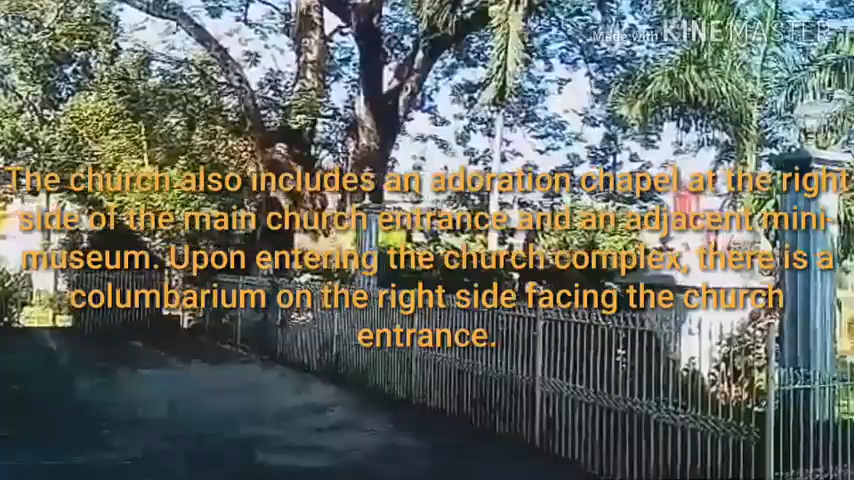 Made with KINEMASTER
The church also includes an adoration chapel at the right
side of the main church entrance and an adjacent mini-
museum. Upon entering the church complex, there is a
columbarium on the right side facing the church
entrance.